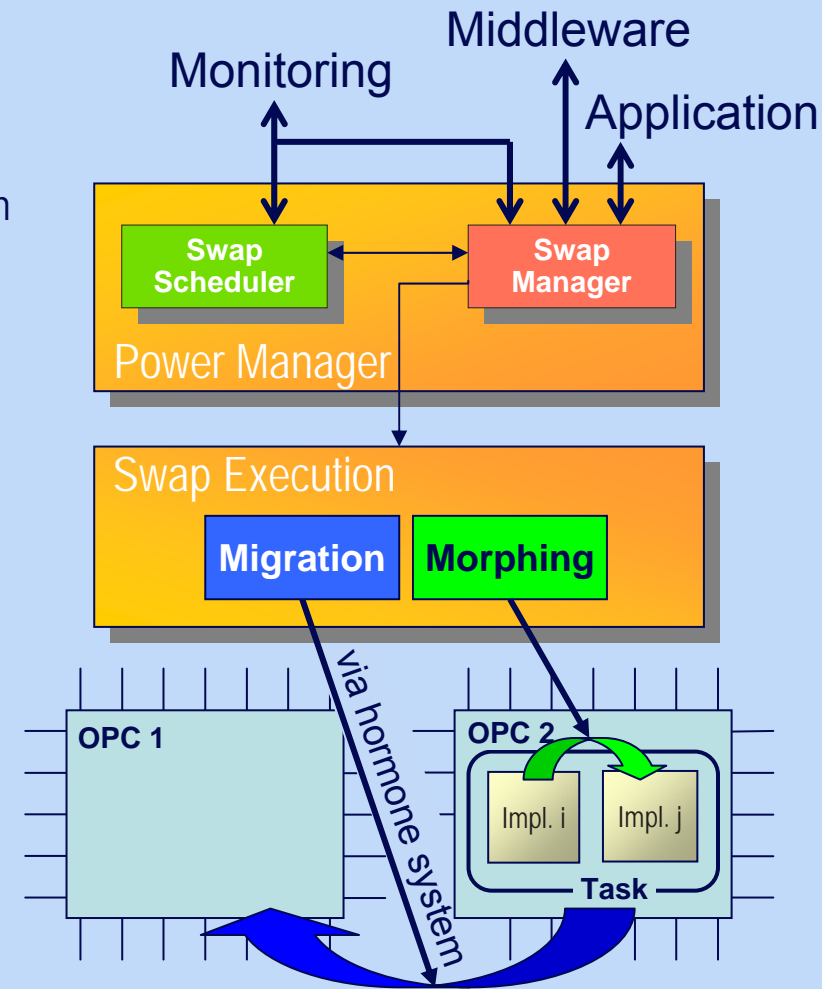 Middleware
Monitoring
Application
Swap
Scheduler
Swap
Manager
Power Manager
Swap Execution
Migration
Morphing
via hormone system
OPC 1
OPC 2
Impl. i
Impl. j
Task